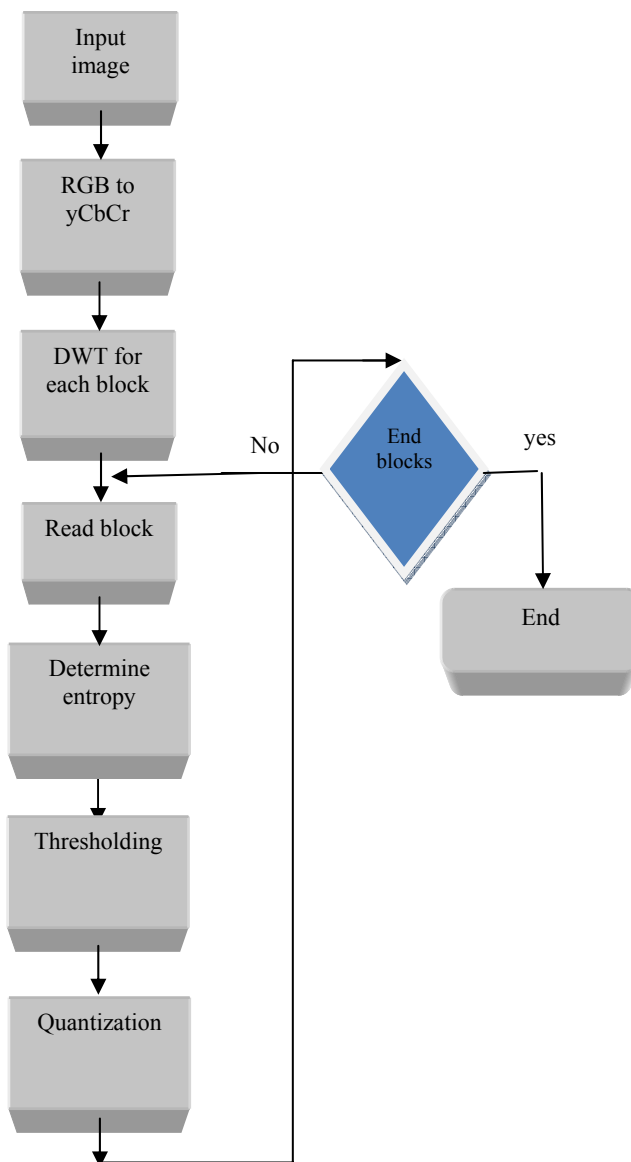 Input
image
RGB to
yCbCr
DWT for
each block
No
End
blocks
yes
Read block
End
Determine
entropy
Thresholding
Quantization